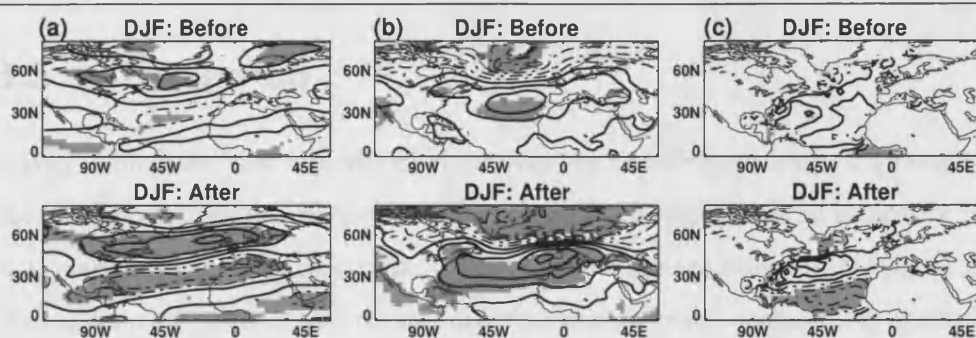 (a) DJF: Before (b) DJF: Before (c) DJF: Before
60N 60N 60N
30N 30N 30N
0 0 0
90W 45W 0 45E 90W 45W 0 45E 90W 45W 0 45E
DJF: After DJF: After DJF: After
60N 60N 60N
30N 30N 30N
0 0 0
90W 45W 0 45E 90W 45W 0 45E 90W 45W 0 45E